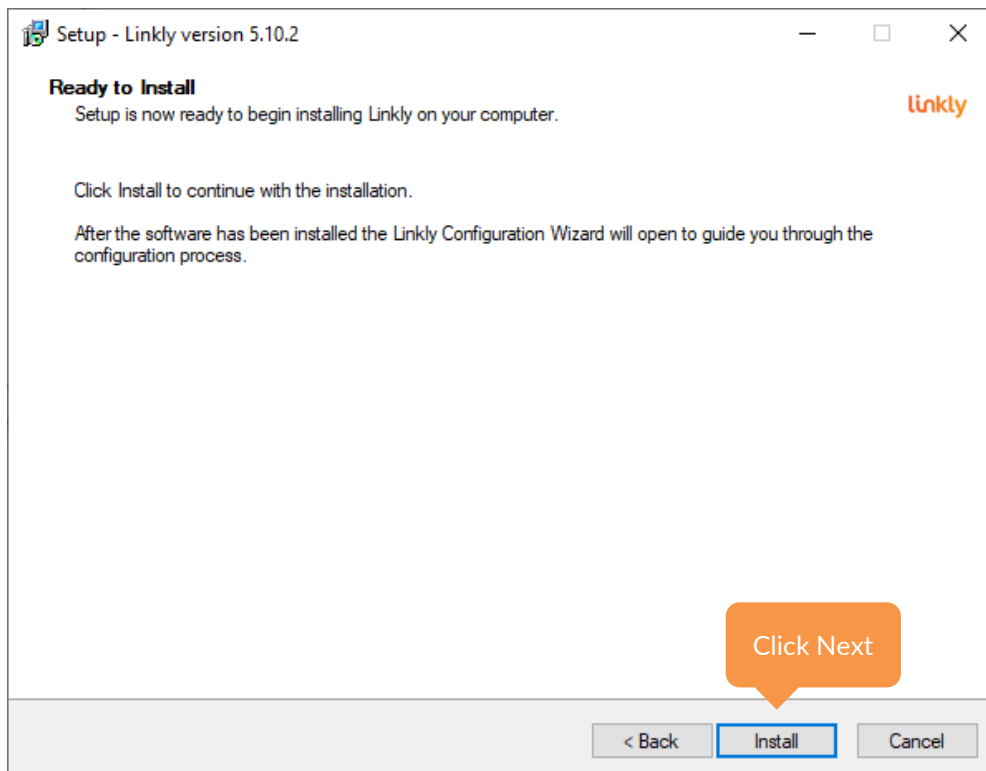 Setup - Linkly version 5.10.2
Ready to Install
Setup is now ready to begin installing Linkly on your computer.
linkly
Click Install to continue with the installation.
After the software has been installed the Linkly Configuration Wizard will open to guide you through the
configuration process.
Click Next
< Back
Install
Cancel